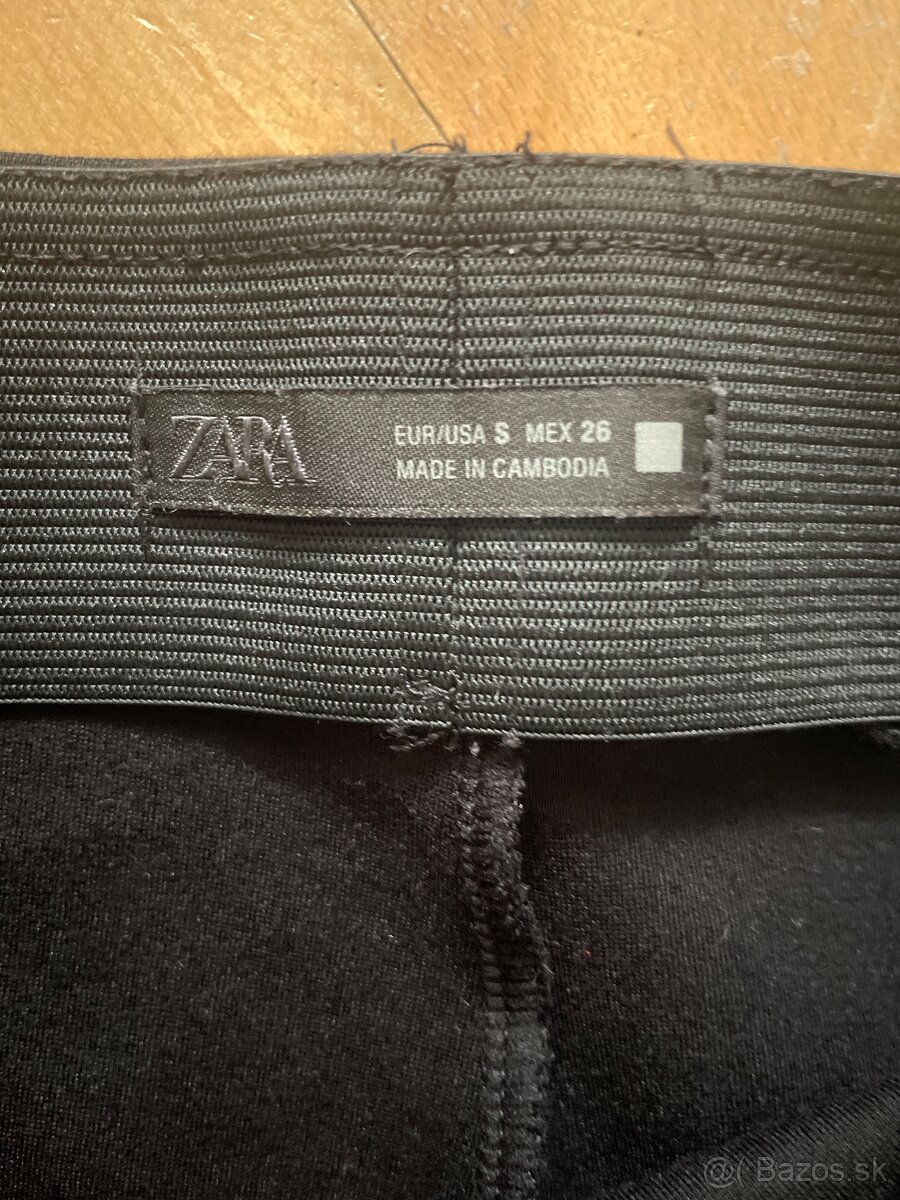 ZARA
EUR/USA S MEX 26
MADE IN CAMBODIA
@( Bazos.sk